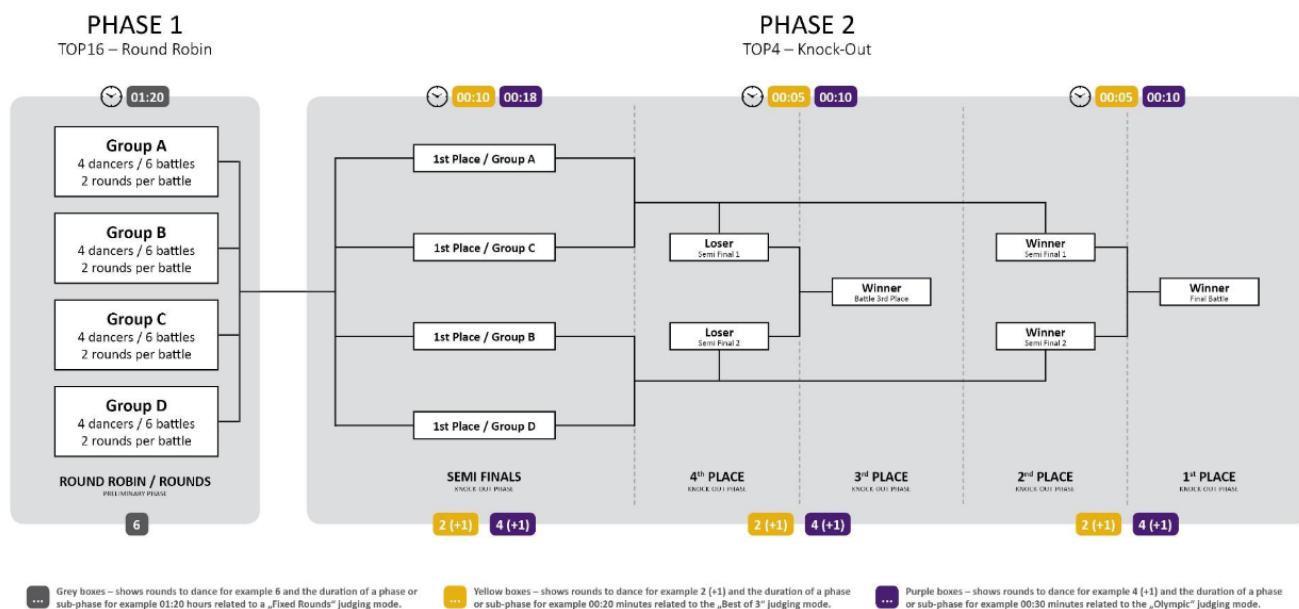 PHASE 1
TOP16 – Round Robin
PHASE 2
TOP4 – Knock-Out
01:20
00:10 00:18
00:05 00:10
00:05 00:10
Group A
4 dancers / 6 battles
2 rounds per battle
Group B
4 dancers / 6 battles
2 rounds per battle
Group C
4 dancers / 6 battles
2 rounds per battle
Group D
4 dancers / 6 battles
2 rounds per battle
1st Place / Group A
1st Place / Group C
1st Place / Group B
1st Place / Group D
Loser
Semi Final 1
Loser
Semi Final 2
Winner
Battle 3rd Place
Winner
Semi Final 1
Winner
Semi Final 2
Winner
Final Battle
ROUND ROBIN / ROUNDS
PRELIMINARY PHASE
SEMI FINALS
KNOCK OUT PHASE
4th PLACE
KNOCK OUT PHASE
3rd PLACE
KNOCK OUT PHASE
2nd PLACE
KNOCK OUT PHASE
1st PLACE
KNOCK OUT PHASE
6
2 (+1) 4 (+1)
2 (+1) 4 (+1)
2 (+1) 4 (+1)
... Grey boxes – shows rounds to dance for example 6 and the duration of a phase or
sub-phase for example 01:20 hours related to a „Fixed Rounds“ judging mode.
... Yellow boxes – shows rounds to dance for example 2 (+1) and the duration of a phase
or sub-phase for example 00:20 minutes related to the „Best of 3“ judging mode.
... Purple boxes – shows rounds to dance for example 4 (+1) and the duration of a phase
or sub-phase for example 00:30 minutes related to the „Olympic“ judging mode.